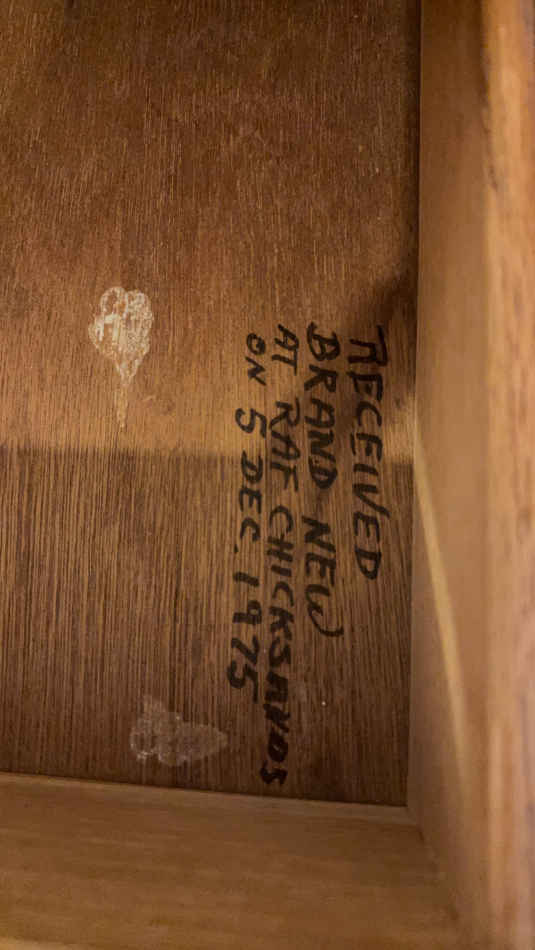 RECEIVED
BRAND NEW
AT RAF CHICKSANDS
ON 5 DEC. 1975